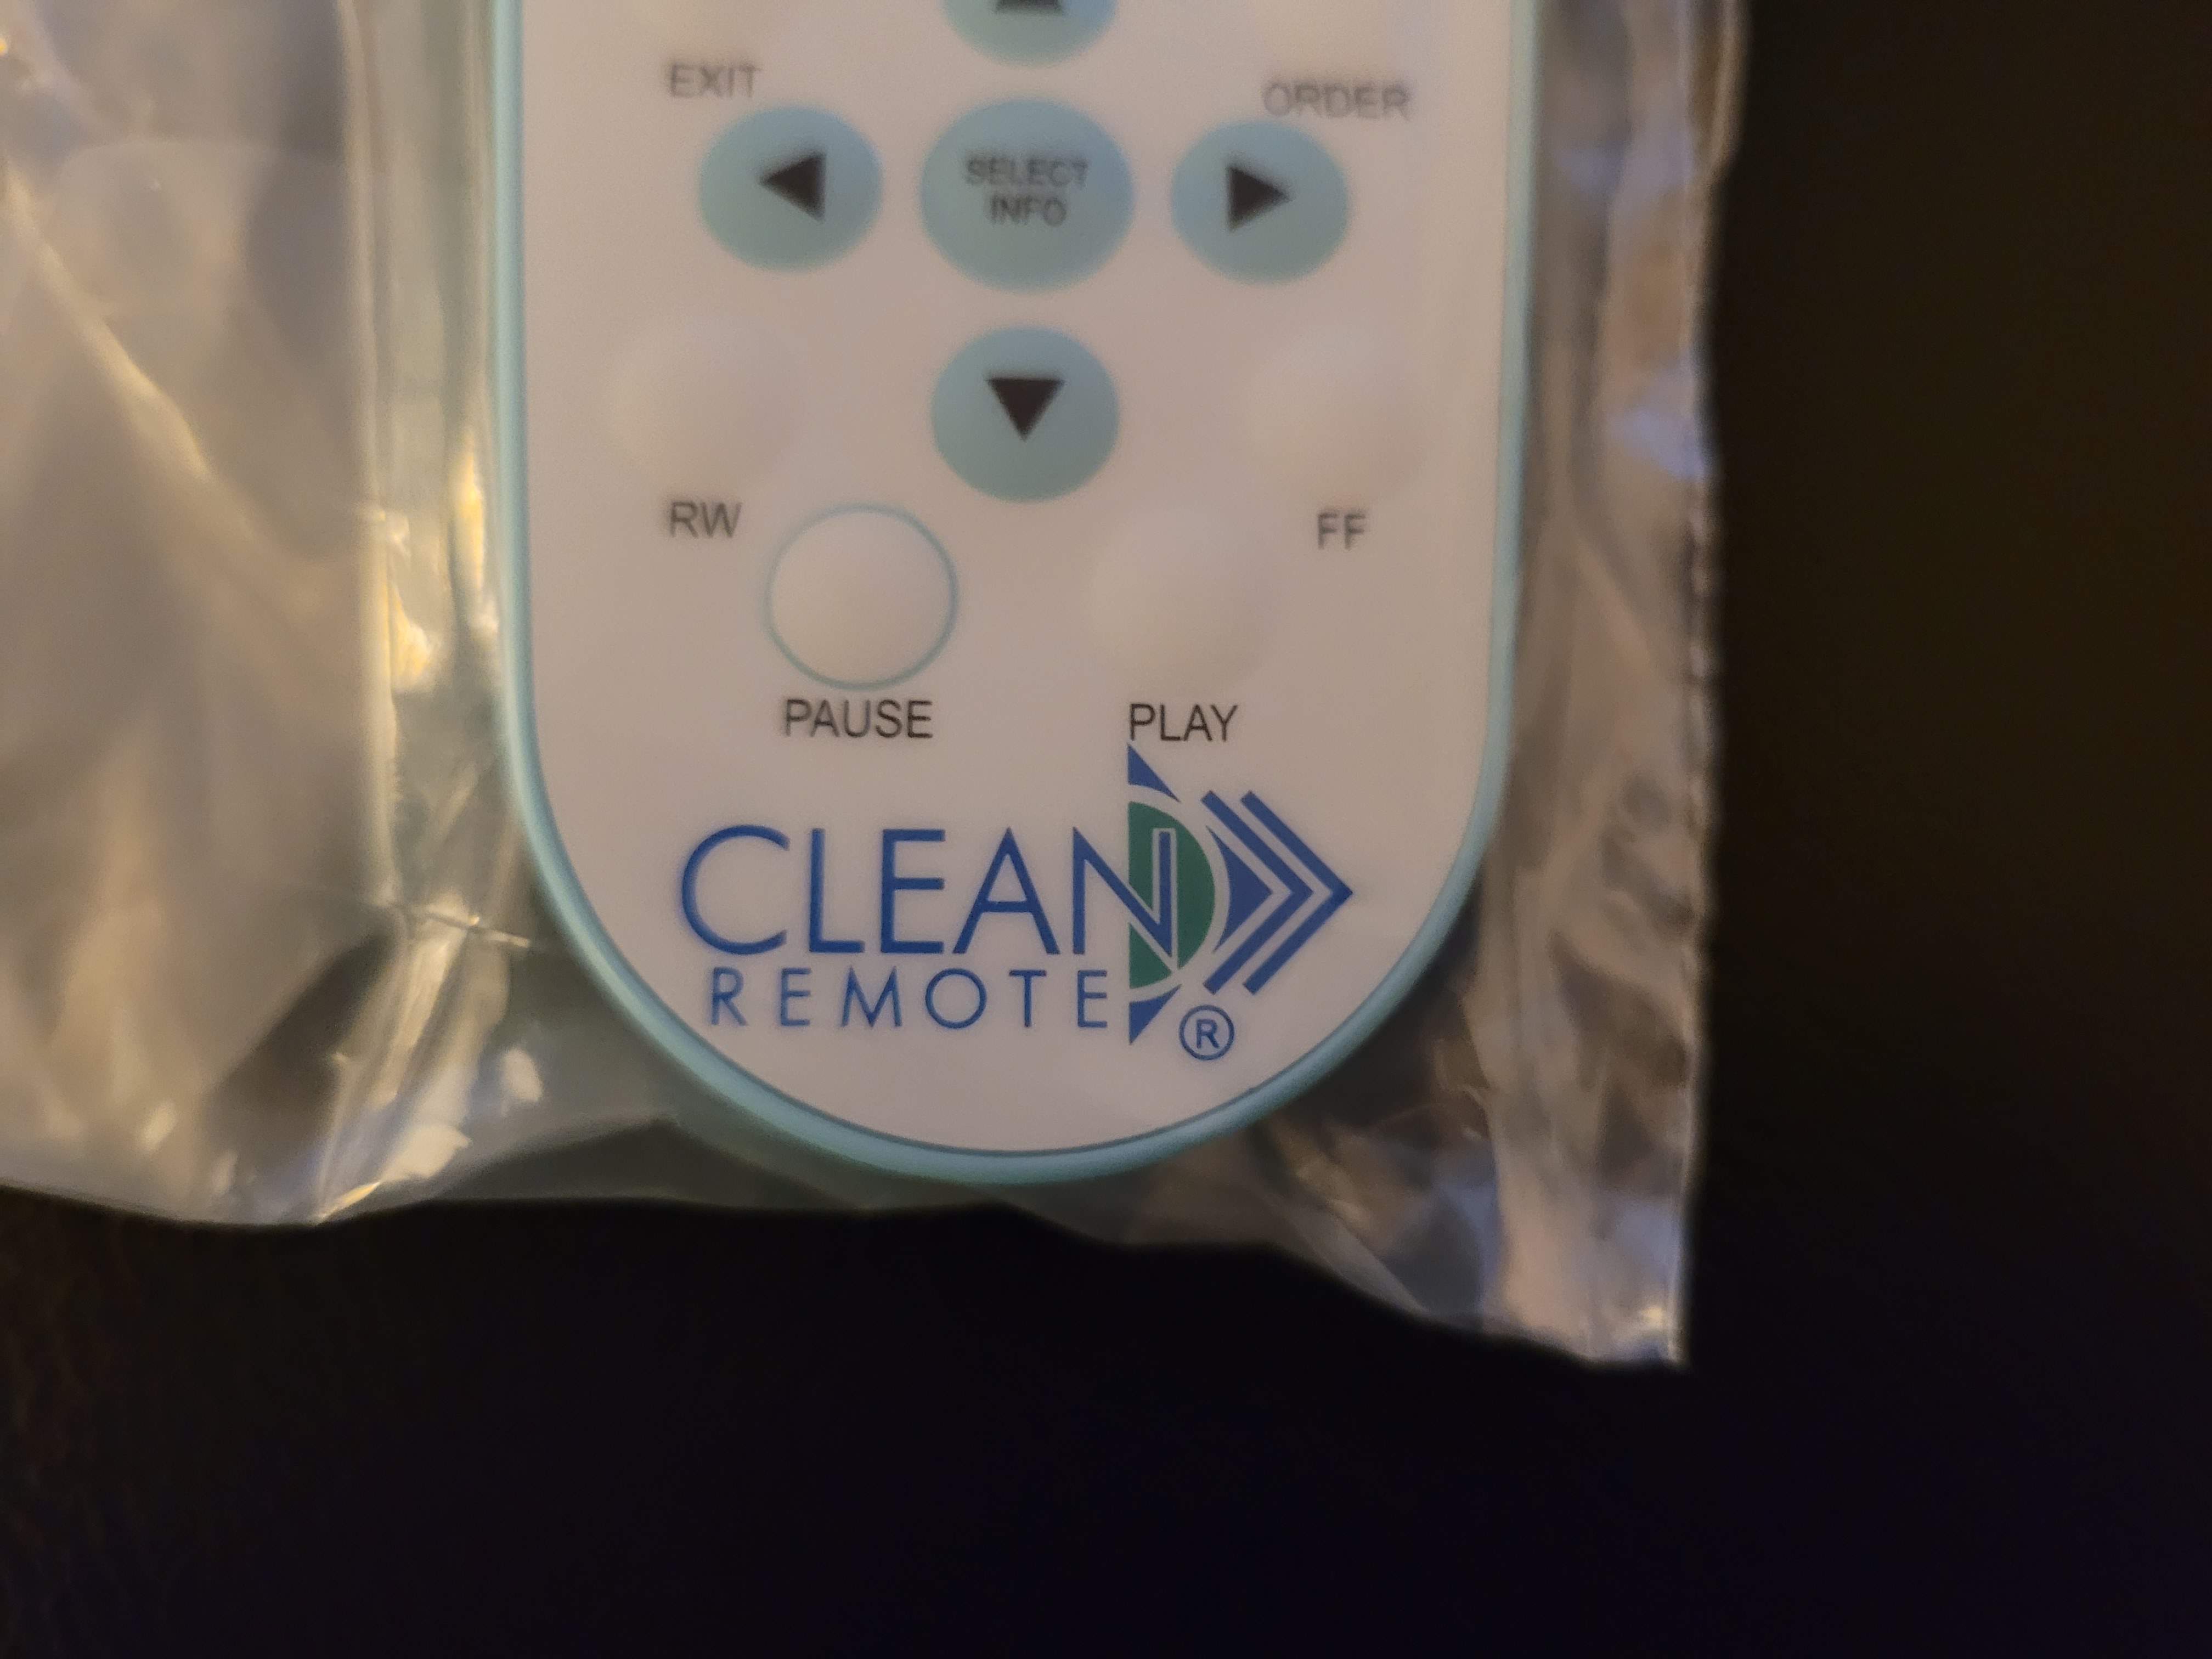 EXIT
ORDER
SELECT
INFO
RW
FF
PAUSE
PLAY
CLEAN
REMOTE
®